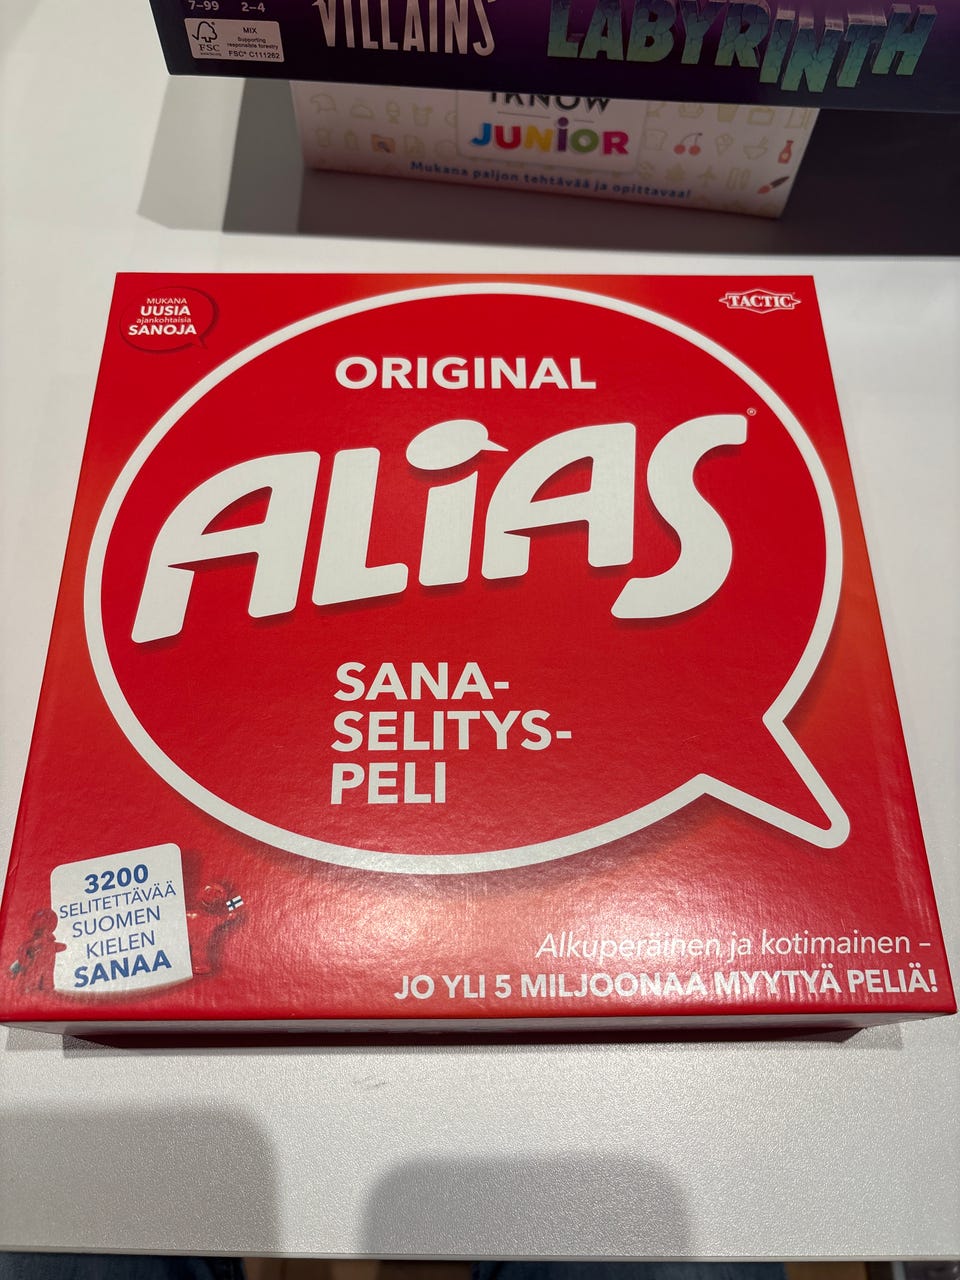 7–99 2–4
FSC
MIX
Supporting
responsible forestry
FSC® C111262
VILLAINS
LABYRINTH
iKNOW
JUNiOR
Mukana paljon tehtävää ja opittavaa!
MUKANA
UUSIA
ajankohtaisia
SANOJA
TACTIC
ORIGINAL
ALiAS®
SANA-
SELITYS-
PELI
3200
SELITETTÄVÄÄ
SUOMEN
KIELEN
SANAA
Alkuperäinen ja kotimainen –
JO YLI 5 MILJOONAA MYYTYÄ PELIÄ!